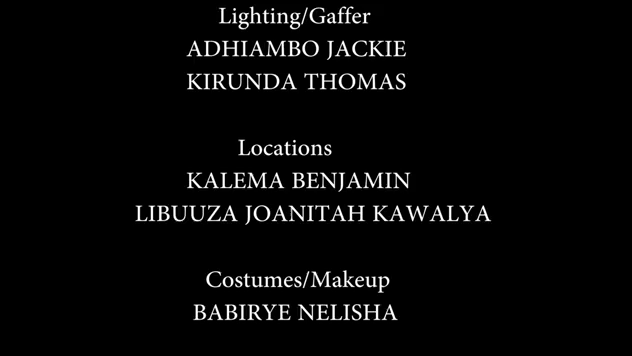 Lighting/Gaffer
ADHIAMBO JACKIE
KIRUNDA THOMAS
Locations
KALEMA BENJAMIN
LIBUUZA JOANITAH KAWALYA
Costumes/Makeup
BABIRYE NELISHA